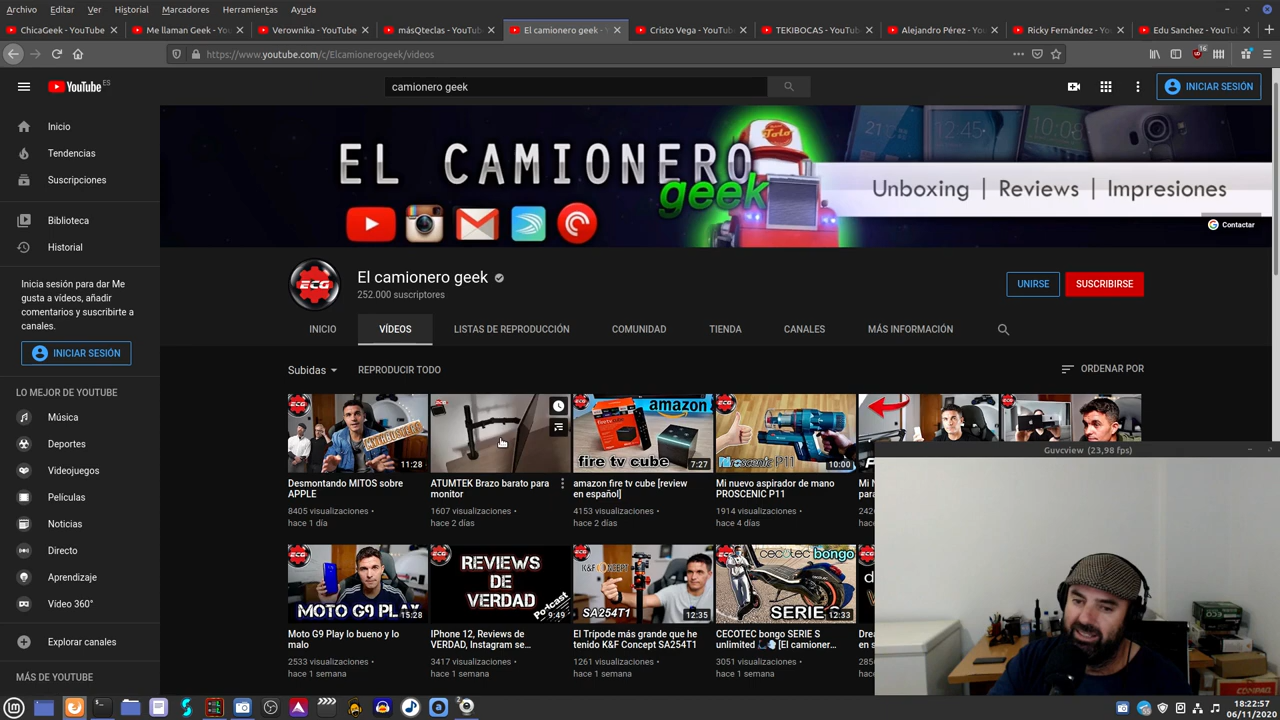 Archivo Editar Ver Historial Marcadores Herramientas Ayuda
ChicaGeek - YouTube
Me llaman Geek - YouTu
Verownika - YouTube
másQteclas - YouTub
El camionero geek - Y
Cristo Vega - YouTube
TEKIBOCAS - YouTub
Alejandro Pérez - YouTu
Ricky Fernández - YouT
Edu Sanchez - YouTub
https://www.youtube.com/c/Elcamionerogeek/videos
16
YouTube ES
camionero geek
INICIAR SESIÓN
Inicio
Tendencias
Suscripciones
Biblioteca
Historial
Inicia sesión para dar Me
gusta a vídeos, añadir
comentarios y suscribirte a
canales.
INICIAR SESIÓN
LO MEJOR DE YOUTUBE
Música
Deportes
Videojuegos
Películas
Noticias
Directo
Aprendizaje
Vídeo 360°
Explorar canales
MÁS DE YOUTUBE
EL CAMIONERO
geek
Toto
Unboxing | Reviews | Impresiones
Contactar
ECG
El camionero geek
252.000 suscriptores
UNIRSE
SUSCRIBIRSE
INICIO
VÍDEOS
LISTAS DE REPRODUCCIÓN
COMUNIDAD
TIENDA
CANALES
MÁS INFORMACIÓN
Subidas
REPRODUCIR TODO
ORDENAR POR
11:28
amazon
fire tv cube
7:27
Proscenic P11
10:00
Desmontando MITOS sobre
APPLE
8405 visualizaciones •
hace 1 día
ATUMTEK Brazo barato para
monitor
1607 visualizaciones •
hace 2 días
amazon fire tv cube [review
en español]
4153 visualizaciones •
hace 2 días
Mi nuevo aspirador de mano
PROSCENIC P11
1914 visualizaciones •
hace 4 días
MOTO G9 PLAY
15:28
REVIEWS
DE
VERDAD
Podcast
9:49
K&F CONCEPT
SA254T1
12:35
cecotec bongo
SERIE S
12:33
Moto G9 Play lo bueno y lo
malo
2533 visualizaciones •
hace 1 semana
IPhone 12, Reviews de
VERDAD, Instagram se...
3417 visualizaciones •
hace 1 semana
El Trípode más grande que he
tenido K&F Concept SA254T1
1261 visualizaciones •
hace 1 semana
CECOTEC bongo SERIE S
unlimited [El camioner...
3051 visualizaciones •
hace 1 semana
Guvcview (23,98 fps)
COMPAQ
18:22:57
06/11/2020